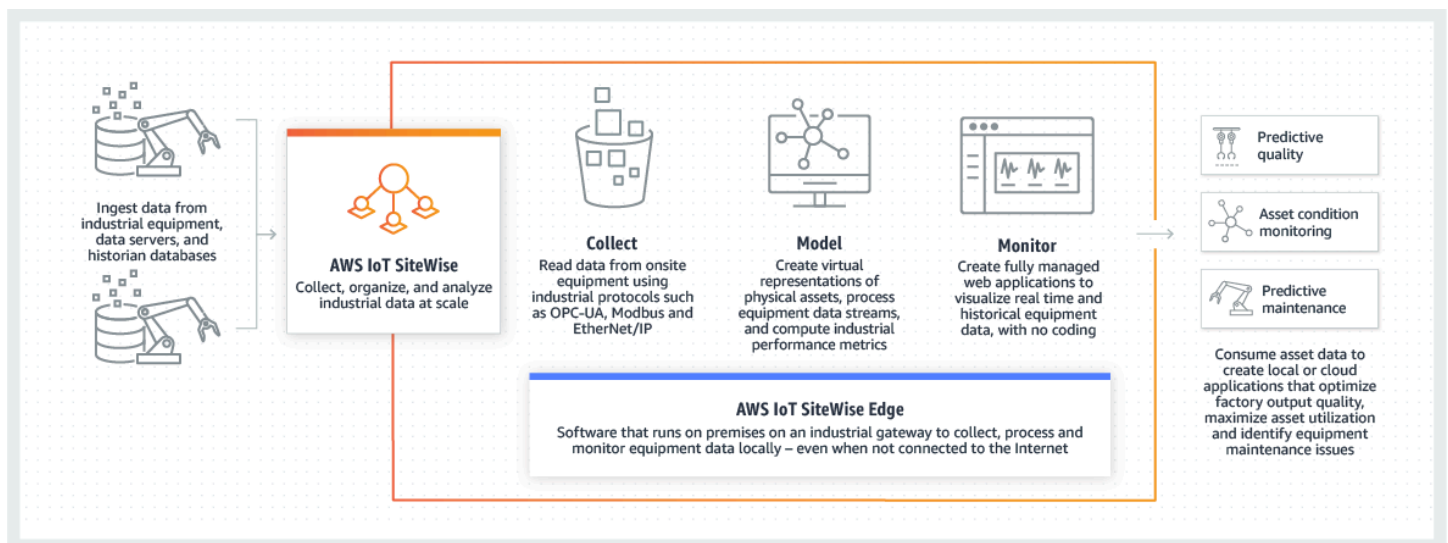 Ingest data from
industrial equipment,
data servers, and
historian databases
AWS IoT SiteWise
Collect, organize, and analyze
industrial data at scale
Collect
Read data from onsite
equipment using
industrial protocols such
as OPC-UA, Modbus and
EtherNet/IP
Model
Create virtual
representations of
physical assets, process
equipment data streams,
and compute industrial
performance metrics
Monitor
Create fully managed
web applications to
visualize real time and
historical equipment
data, with no coding
AWS IoT SiteWise Edge
Software that runs on premises on an industrial gateway to collect, process and
monitor equipment data locally – even when not connected to the Internet
Predictive
quality
Asset condition
monitoring
Predictive
maintenance
Consume asset data to
create local or cloud
applications that optimize
factory output quality,
maximize asset utilization
and identify equipment
maintenance issues